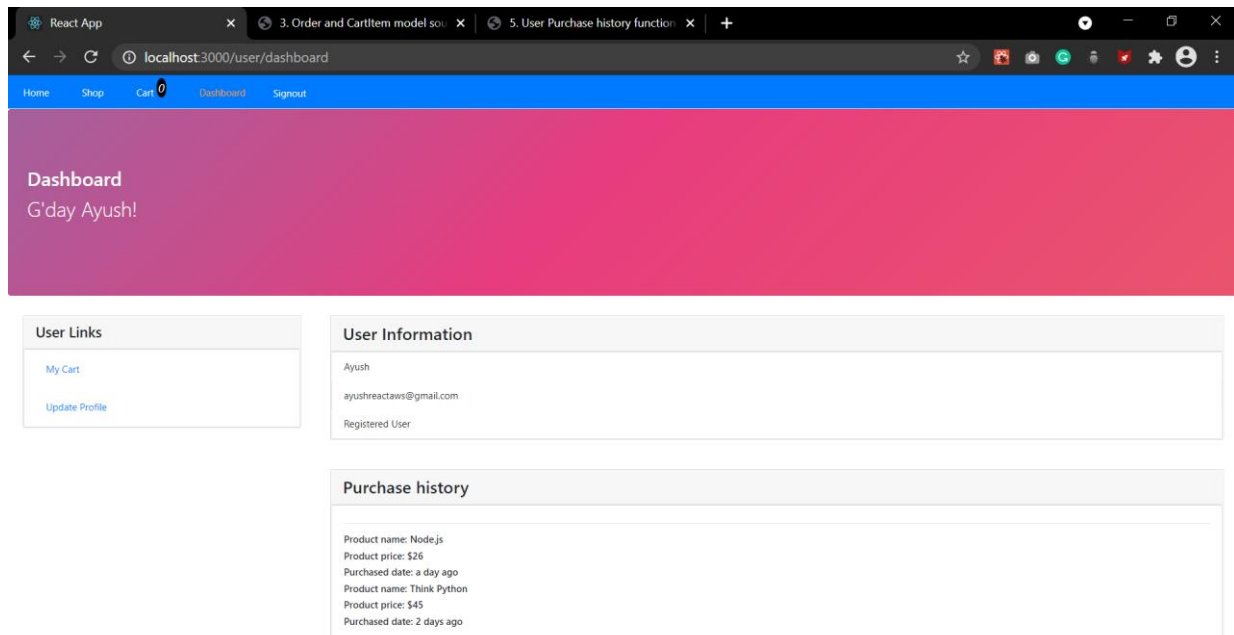 React App
3. Order and CartItem model sou
5. User Purchase history function
localhost:3000/user/dashboard
Home Shop Cart 0 Dashboard Signout
Dashboard
G'day Ayush!
User Links
My Cart
Update Profile
User Information
Ayush
ayushreactaws@gmail.com
Registered User
Purchase history
Product name: Node.js
Product price: $26
Purchased date: a day ago
Product name: Think Python
Product price: $45
Purchased date: 2 days ago